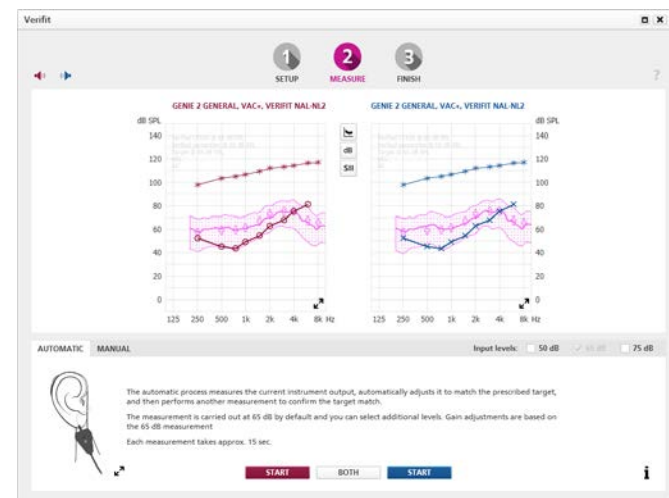 Verifit
1 2 3
SETUP MEASURE FINISH
?
GENIE 2 GENERAL, VAC+, VERIFIT NAL-NL2
GENIE 2 GENERAL, VAC+, VERIFIT NAL-NL2
dB SPL
dB SPL
140
120
100
80
60
40
20
0
dB
SII
140
120
100
80
60
40
20
0
125 250 500 1k 2k 4k 8k Hz
125 250 500 1k 2k 4k 8k Hz
AUTOMATIC MANUAL
Input levels: 50 dB 65 dB 75 dB
The automatic process measures the current instrument output, automatically adjusts it to match the prescribed target,
and then performs another measurement to confirm the target match.
The measurement is carried out at 65 dB by default and you can select additional levels. Gain adjustments are based on
the 65 dB measurement
Each measurement takes approx. 15 sec.
START BOTH START
i